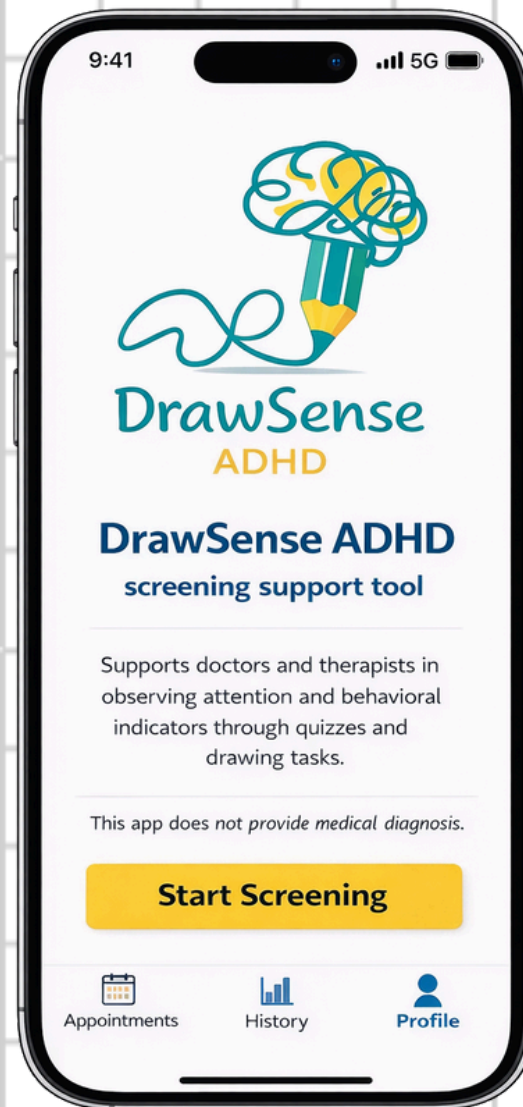 9:41 5G
DrawSense
ADHD
DrawSense ADHD
screening support tool
Supports doctors and therapists in
observing attention and behavioral
indicators through quizzes and
drawing tasks.
This app does not provide medical diagnosis.
Start Screening
Appointments History Profile